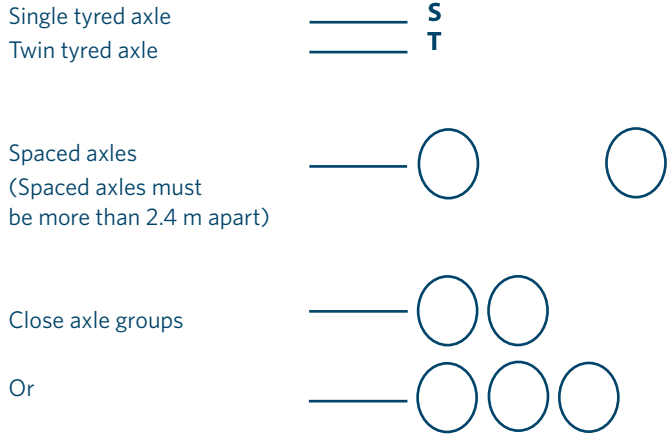 Single tyred axle S
Twin tyred axle T
Spaced axles
(Spaced axles must
be more than 2.4 m apart)
Close axle groups
Or